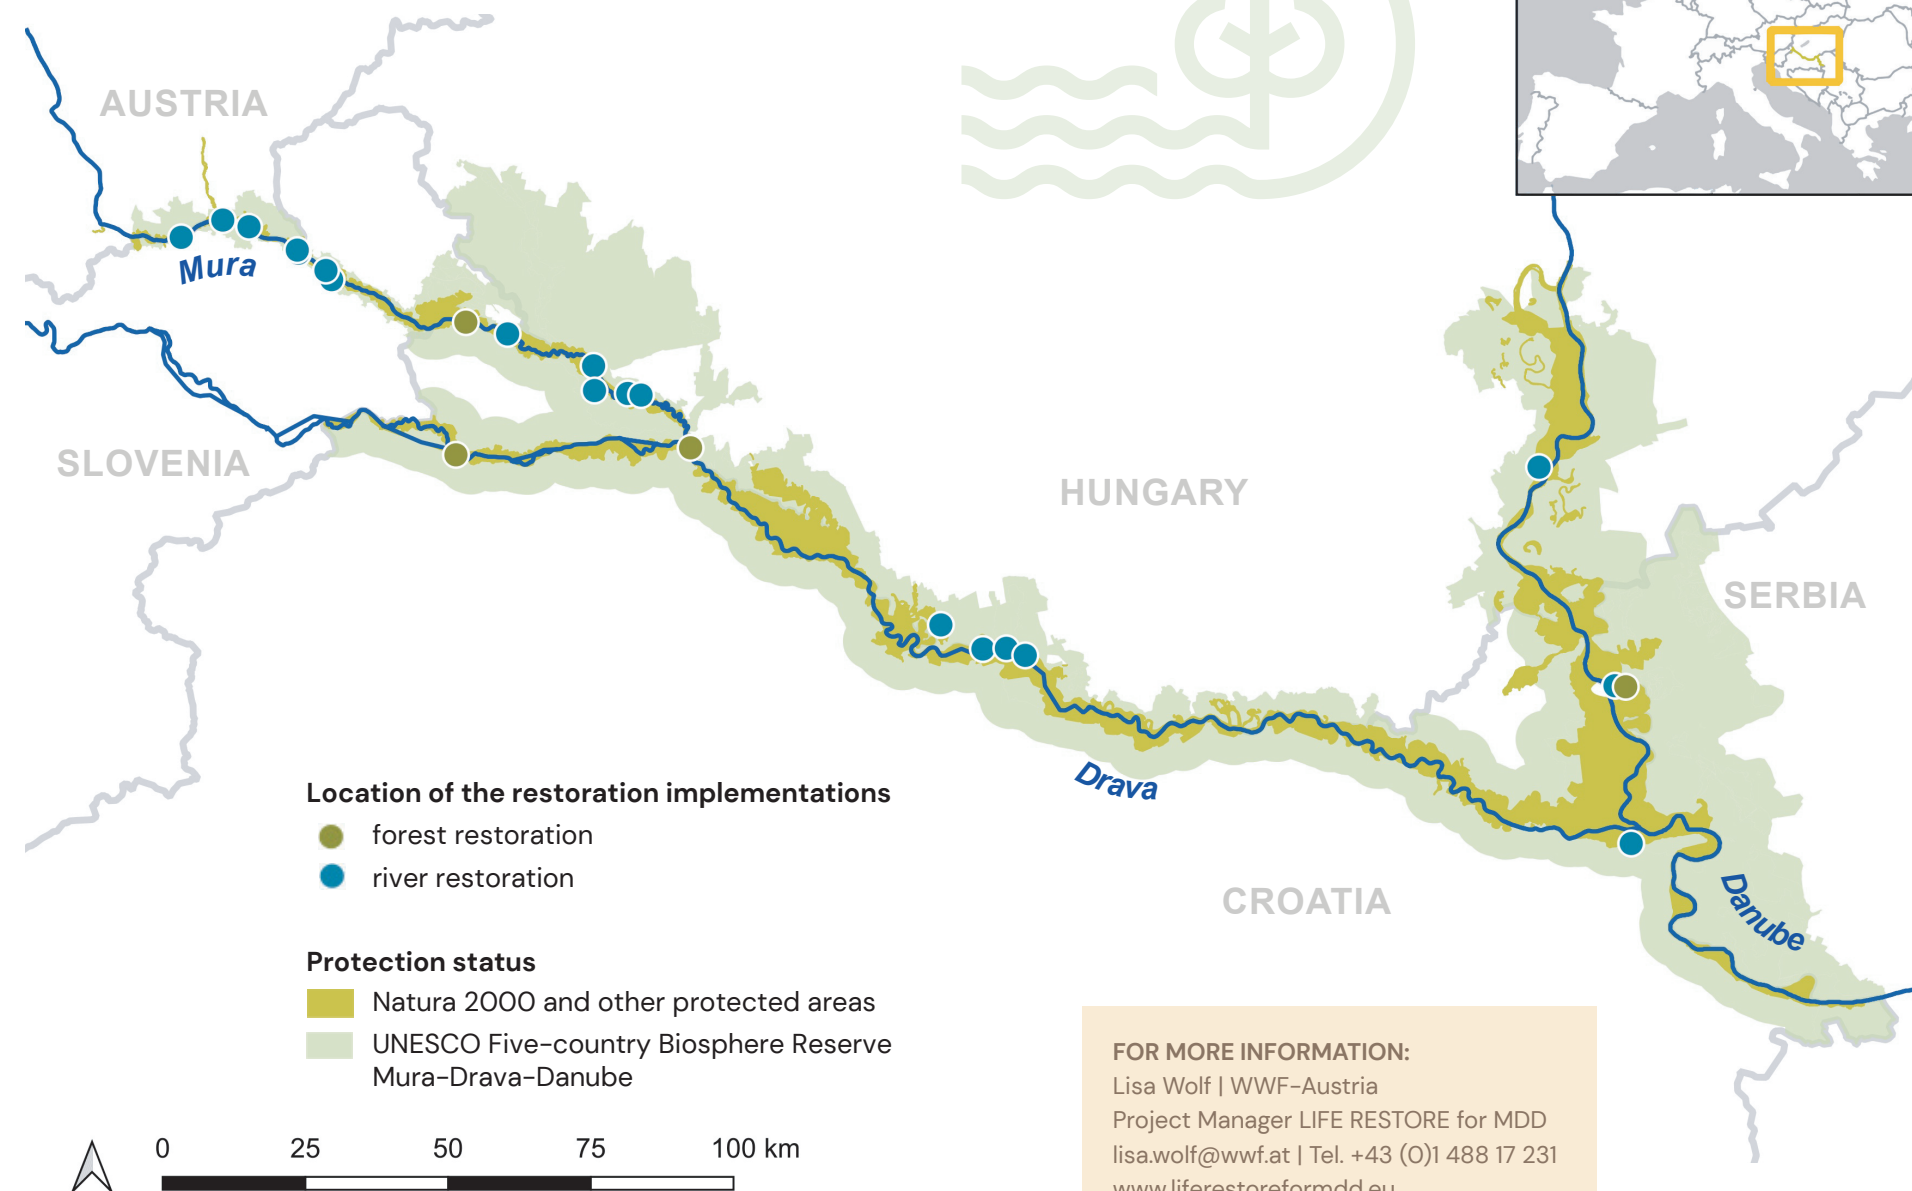 AUSTRIA
Mura
SLOVENIA
HUNGARY
SERBIA
Drava
CROATIA
Danube
Location of the restoration implementations
forest restoration
river restoration
Protection status
Natura 2000 and other protected areas
UNESCO Five-country Biosphere Reserve
Mura-Drava-Danube
0 25 50 75 100 km
FOR MORE INFORMATION:
Lisa Wolf | WWF-Austria
Project Manager LIFE RESTORE for MDD
lisa.wolf@wwf.at | Tel. +43 (0)1 488 17 231
www.liferestoreformdd.eu